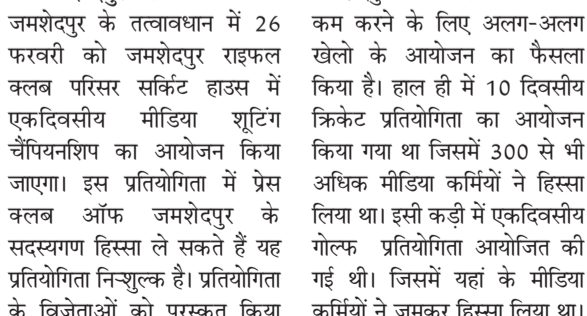 जमशेदपुर के तत्वावधान में 26
फरवरी को जमशेदपुर राइफल
क्लब परिसर सर्किट हाउस में
एकदिवसीय मीडिया शूटिंग
चैंपियनशिप का आयोजन किया
जाएगा। इस प्रतियोगिता में प्रेस
क्लब ऑफ जमशेदपुर के
सदस्यगण हिस्सा ले सकते हैं यह
प्रतियोगिता निःशुल्क है। प्रतियोगिता
के विजेताओं को पुरस्कृत किया
कम करने के लिए अलग-अलग
खेलो के आयोजन का फैसला
किया है। हाल ही में 10 दिवसीय
क्रिकेट प्रतियोगिता का आयोजन
किया गया था जिसमें 300 से भी
अधिक मीडिया कर्मियों ने हिस्सा
लिया था। इसी कड़ी में एकदिवसीय
गोल्फ प्रतियोगिता आयोजित की
गई थी। जिसमें यहां के मीडिया
कर्मियों ने जमकर हिस्सा लिया था।